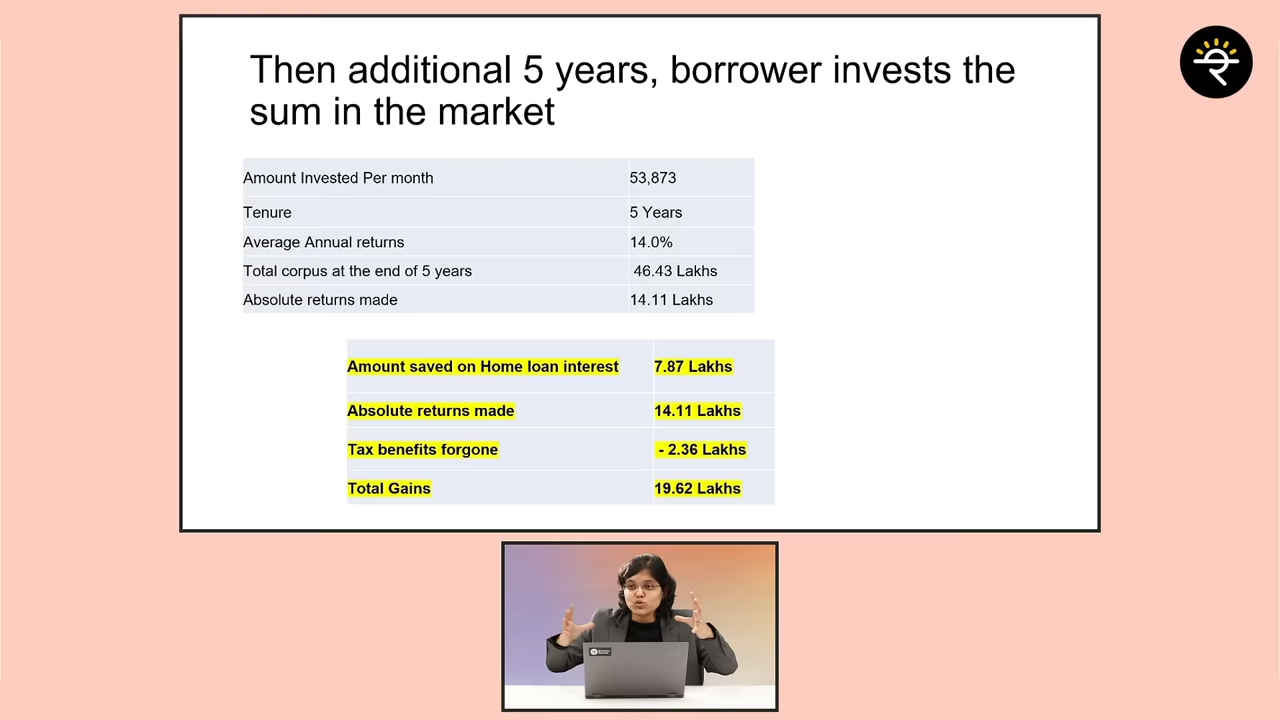 Then additional 5 years, borrower invests the
sum in the market
Amount Invested Per month 53,873
Tenure 5 Years
Average Annual returns 14.0%
Total corpus at the end of 5 years 46.43 Lakhs
Absolute returns made 14.11 Lakhs
Amount saved on Home loan interest 7.87 Lakhs
Absolute returns made 14.11 Lakhs
Tax benefits forgone - 2.36 Lakhs
Total Gains 19.62 Lakhs